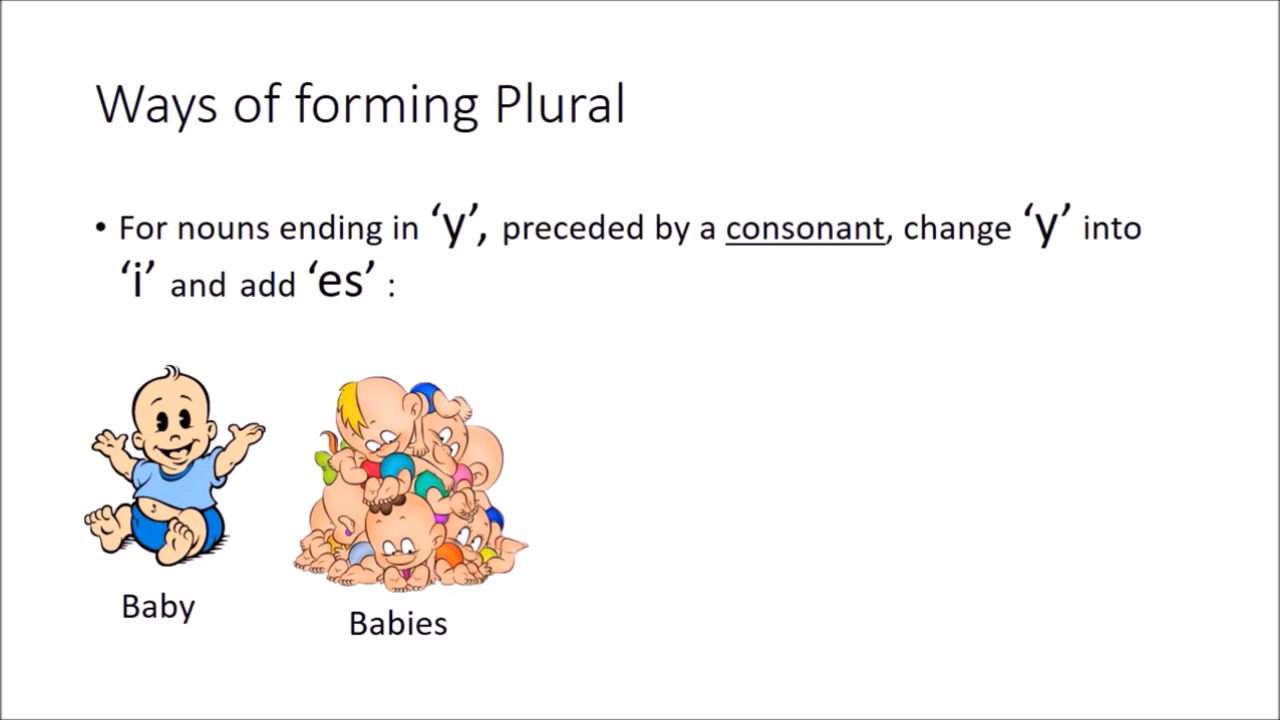 Ways of forming Plural
• For nouns ending in ‘y’, preceded by a consonant, change ‘y’ into
‘i’ and add ‘es’ :
Baby
Babies